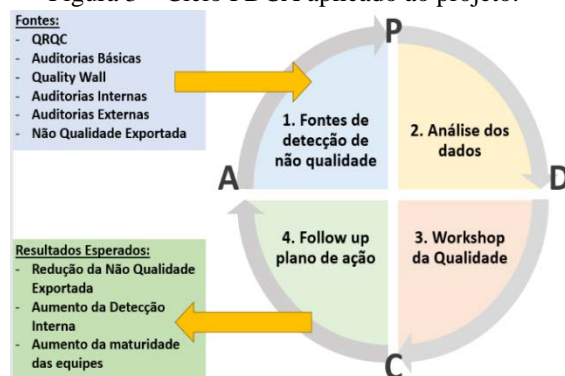 Figura 3 – Ciclo PDCA aplicado ao projeto.
Fontes:
- QRQC
- Auditorias Básicas
- Quality Wall
- Auditorias Internas
- Auditorias Externas
- Não Qualidade Exportada
P
1. Fontes de
detecção de
não qualidade
2. Análise dos
dados
A
D
4. Follow up
plano de ação
3. Workshop
da Qualidade
C
Resultados Esperados:
- Redução da Não Qualidade
Exportada
- Aumento da Detecção
Interna
- Aumento da maturidade
das equipes